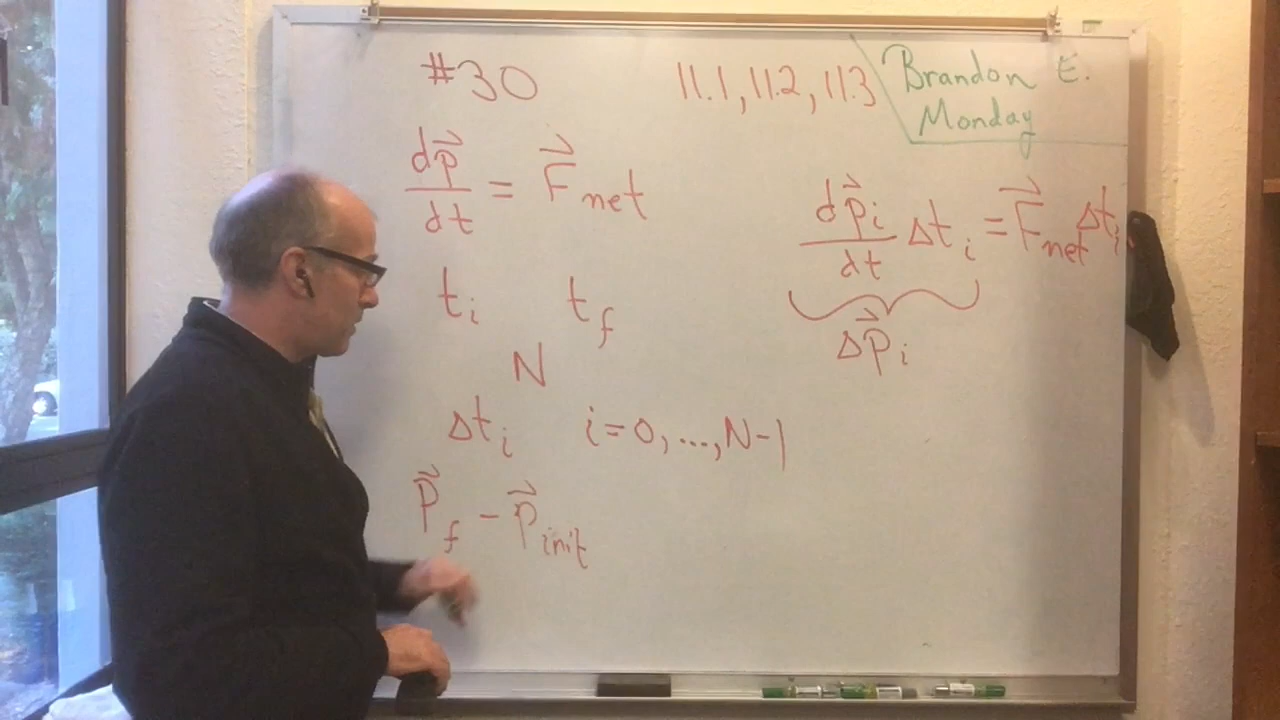 #30
11.1, 11.2, 11.3
Brandon E.
Monday
dp⃗/dt = F⃗net
dp⃗i/dt Δti = F⃗net Δti
ti tf
Δp⃗i
N
Δti i=0, ..., N-1
p⃗f - p⃗init